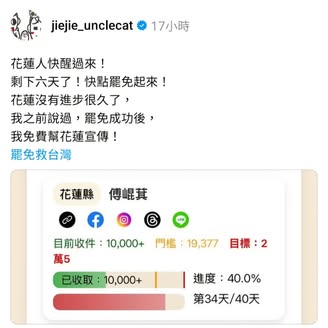 jiejie_unclecat 17小時
花蓮人快醒過來！
剩下六天了！快點罷免起來！
花蓮沒有進步很久了，
我之前說過，罷免成功後，
我免費幫花蓮宣傳！
罷免救台灣
花蓮縣 傅崐萁
目前收件：10,000+ 門檻：19,377 目標：2
萬5
已收取：10,000+ 進度：40.0%
第34天/40天